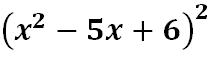 (x² − 5x + 6)²